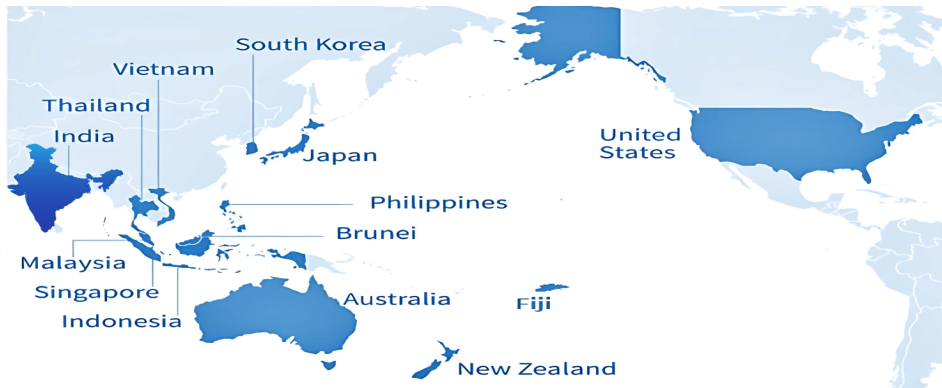 South Korea
Vietnam
Thailand
India
Japan
United
States
Philippines
Brunei
Malaysia
Singapore
Indonesia
Australia
Fiji
New Zealand